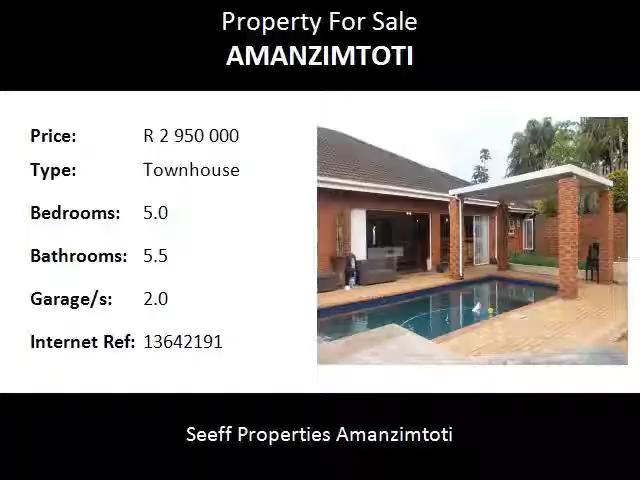 Property For Sale
AMANZIMTOTI
Price: R 2 950 000
Type: Townhouse
Bedrooms: 5.0
Bathrooms: 5.5
Garage/s: 2.0
Internet Ref: 13642191
Seeff Properties Amanzimtoti